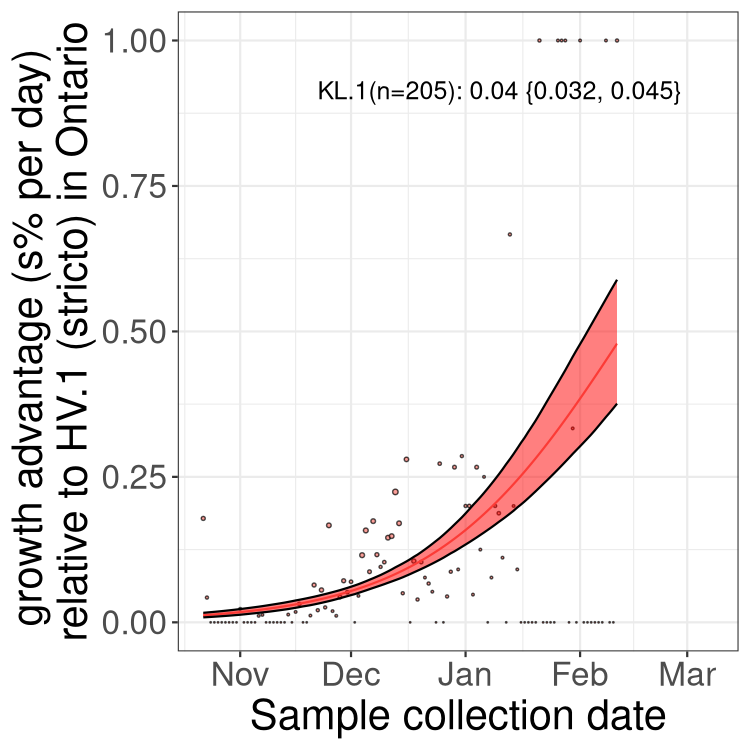 growth advantage (s% per day)
relative to HV.1 (stricto) in Ontario
1.00
KL.1(n=205): 0.04 {0.032, 0.045}
0.75
0.50
0.25
0.00
Nov Dec Jan Feb Mar
Sample collection date